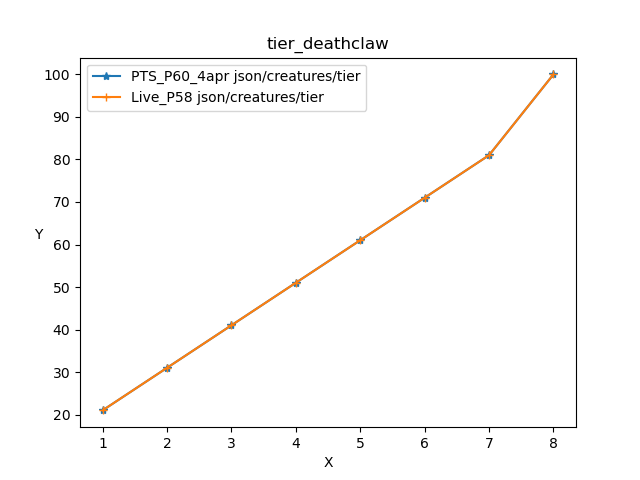 tier_deathclaw
PTS_P60_4apr json/creatures/tier
Live_P58 json/creatures/tier
100
90
80
70
60
50
40
30
20
Y
1 2 3 4 5 6 7 8
X